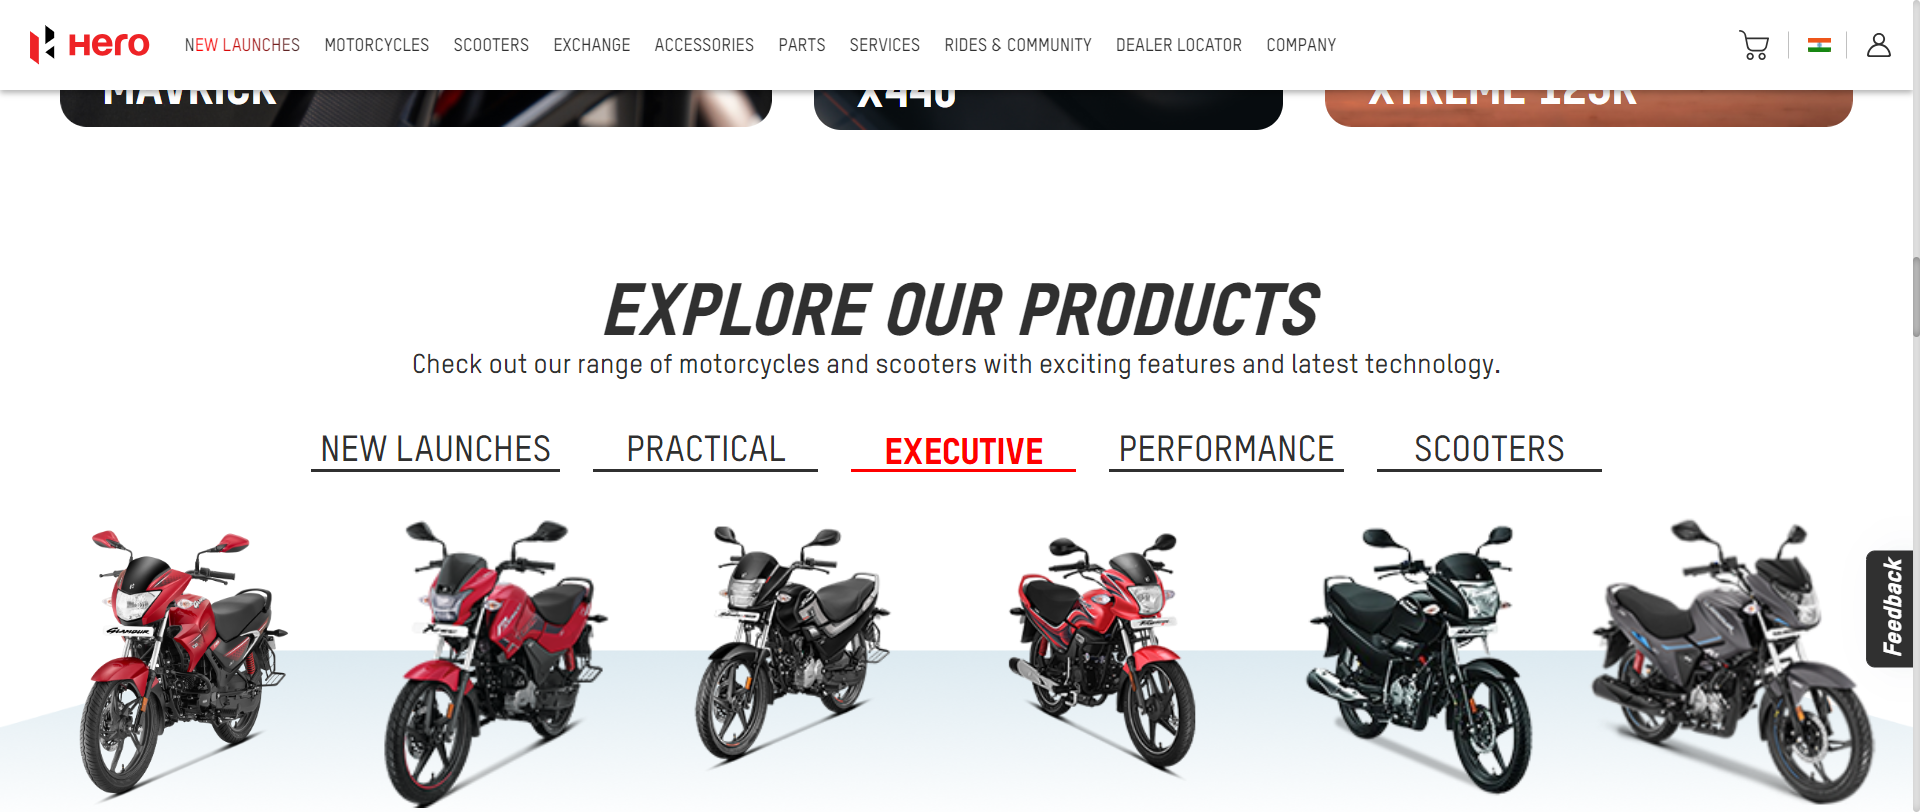 Hero
NEW LAUNCHES
MOTORCYCLES
SCOOTERS
EXCHANGE
ACCESSORIES
PARTS
SERVICES
RIDES & COMMUNITY
DEALER LOCATOR
COMPANY
MAVRICK
X440
XTREME 125R
EXPLORE OUR PRODUCTS
Check out our range of motorcycles and scooters with exciting features and latest technology.
NEW LAUNCHES
PRACTICAL
EXECUTIVE
PERFORMANCE
SCOOTERS
GLAMOUR
Feedback